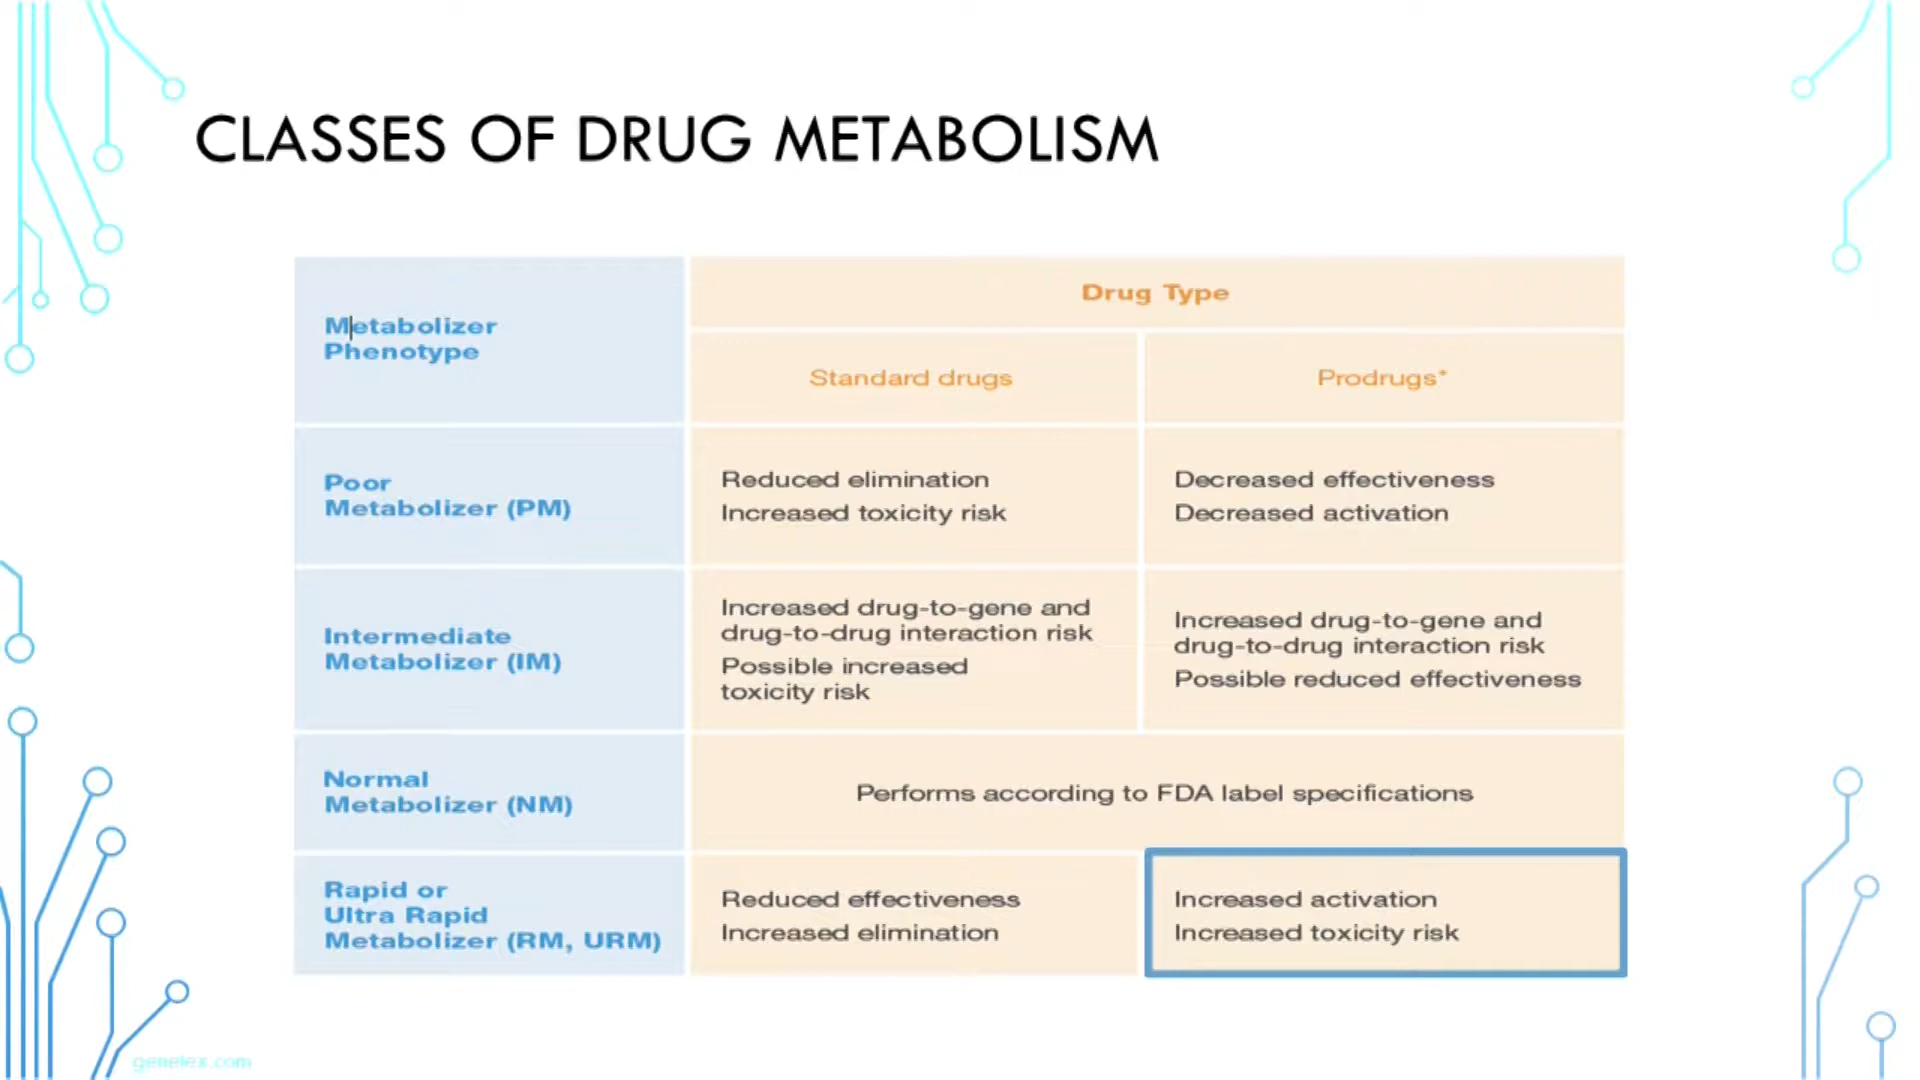 CLASSES OF DRUG METABOLISM
Metabolizer
Phenotype
Drug Type
Standard drugs
Prodrugs*
Poor
Metabolizer (PM)
Reduced elimination
Increased toxicity risk
Decreased effectiveness
Decreased activation
Intermediate
Metabolizer (IM)
Increased drug-to-gene and
drug-to-drug interaction risk
Possible increased
toxicity risk
Increased drug-to-gene and
drug-to-drug interaction risk
Possible reduced effectiveness
Normal
Metabolizer (NM)
Performs according to FDA label specifications
Rapid or
Ultra Rapid
Metabolizer (RM, URM)
Reduced effectiveness
Increased elimination
Increased activation
Increased toxicity risk
genelex.com